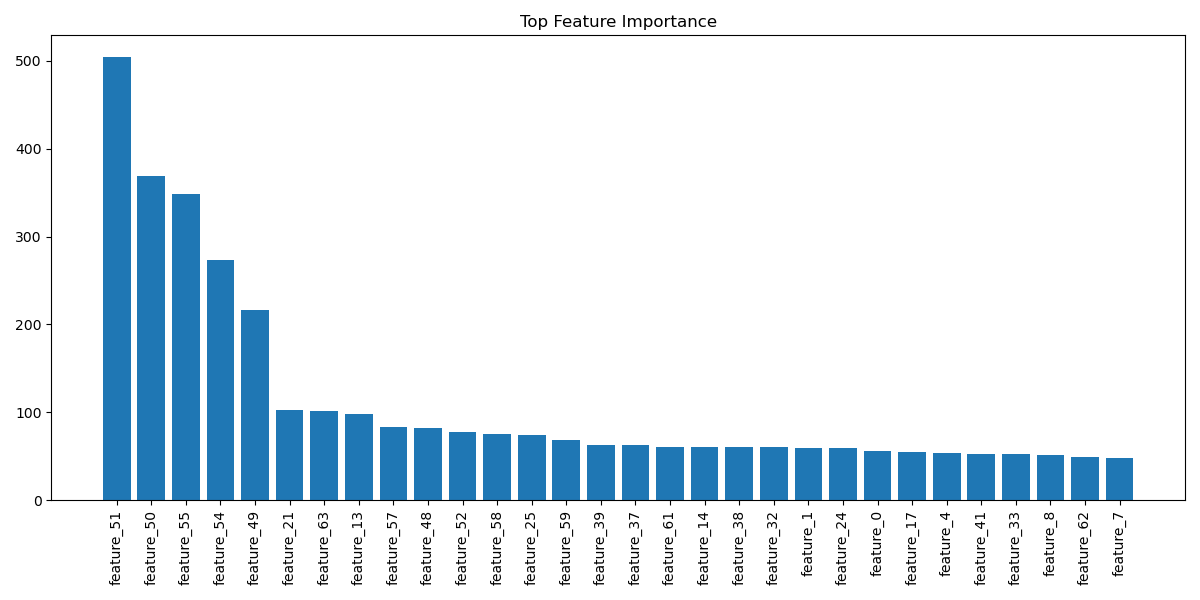 Top Feature Importance
500
400
300
200
100
0
feature_51
feature_50
feature_55
feature_54
feature_49
feature_21
feature_63
feature_13
feature_57
feature_48
feature_52
feature_58
feature_25
feature_59
feature_39
feature_37
feature_61
feature_14
feature_38
feature_32
feature_1
feature_24
feature_0
feature_17
feature_4
feature_41
feature_33
feature_8
feature_62
feature_7